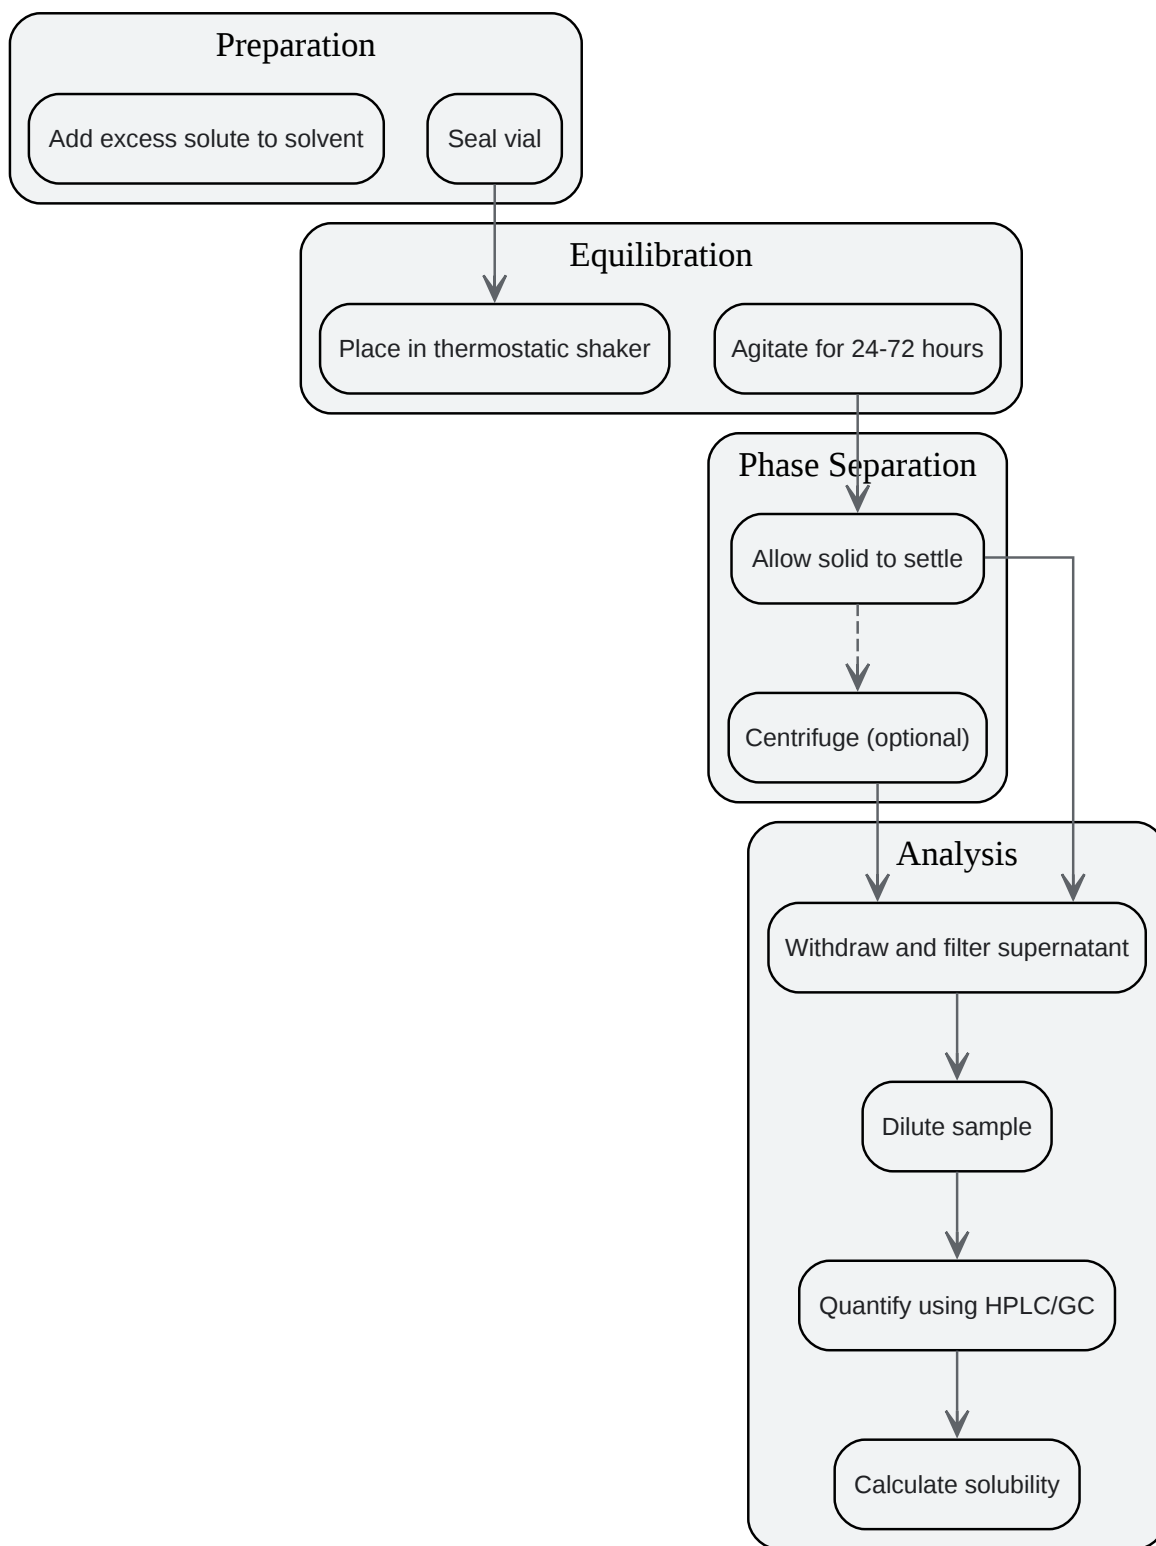 Preparation
Add excess solute to solvent
Seal vial
Equilibration
Place in thermostatic shaker
Agitate for 24-72 hours
Phase Separation
Allow solid to settle
Centrifuge (optional)
Analysis
Withdraw and filter supernatant
Dilute sample
Quantify using HPLC/GC
Calculate solubility